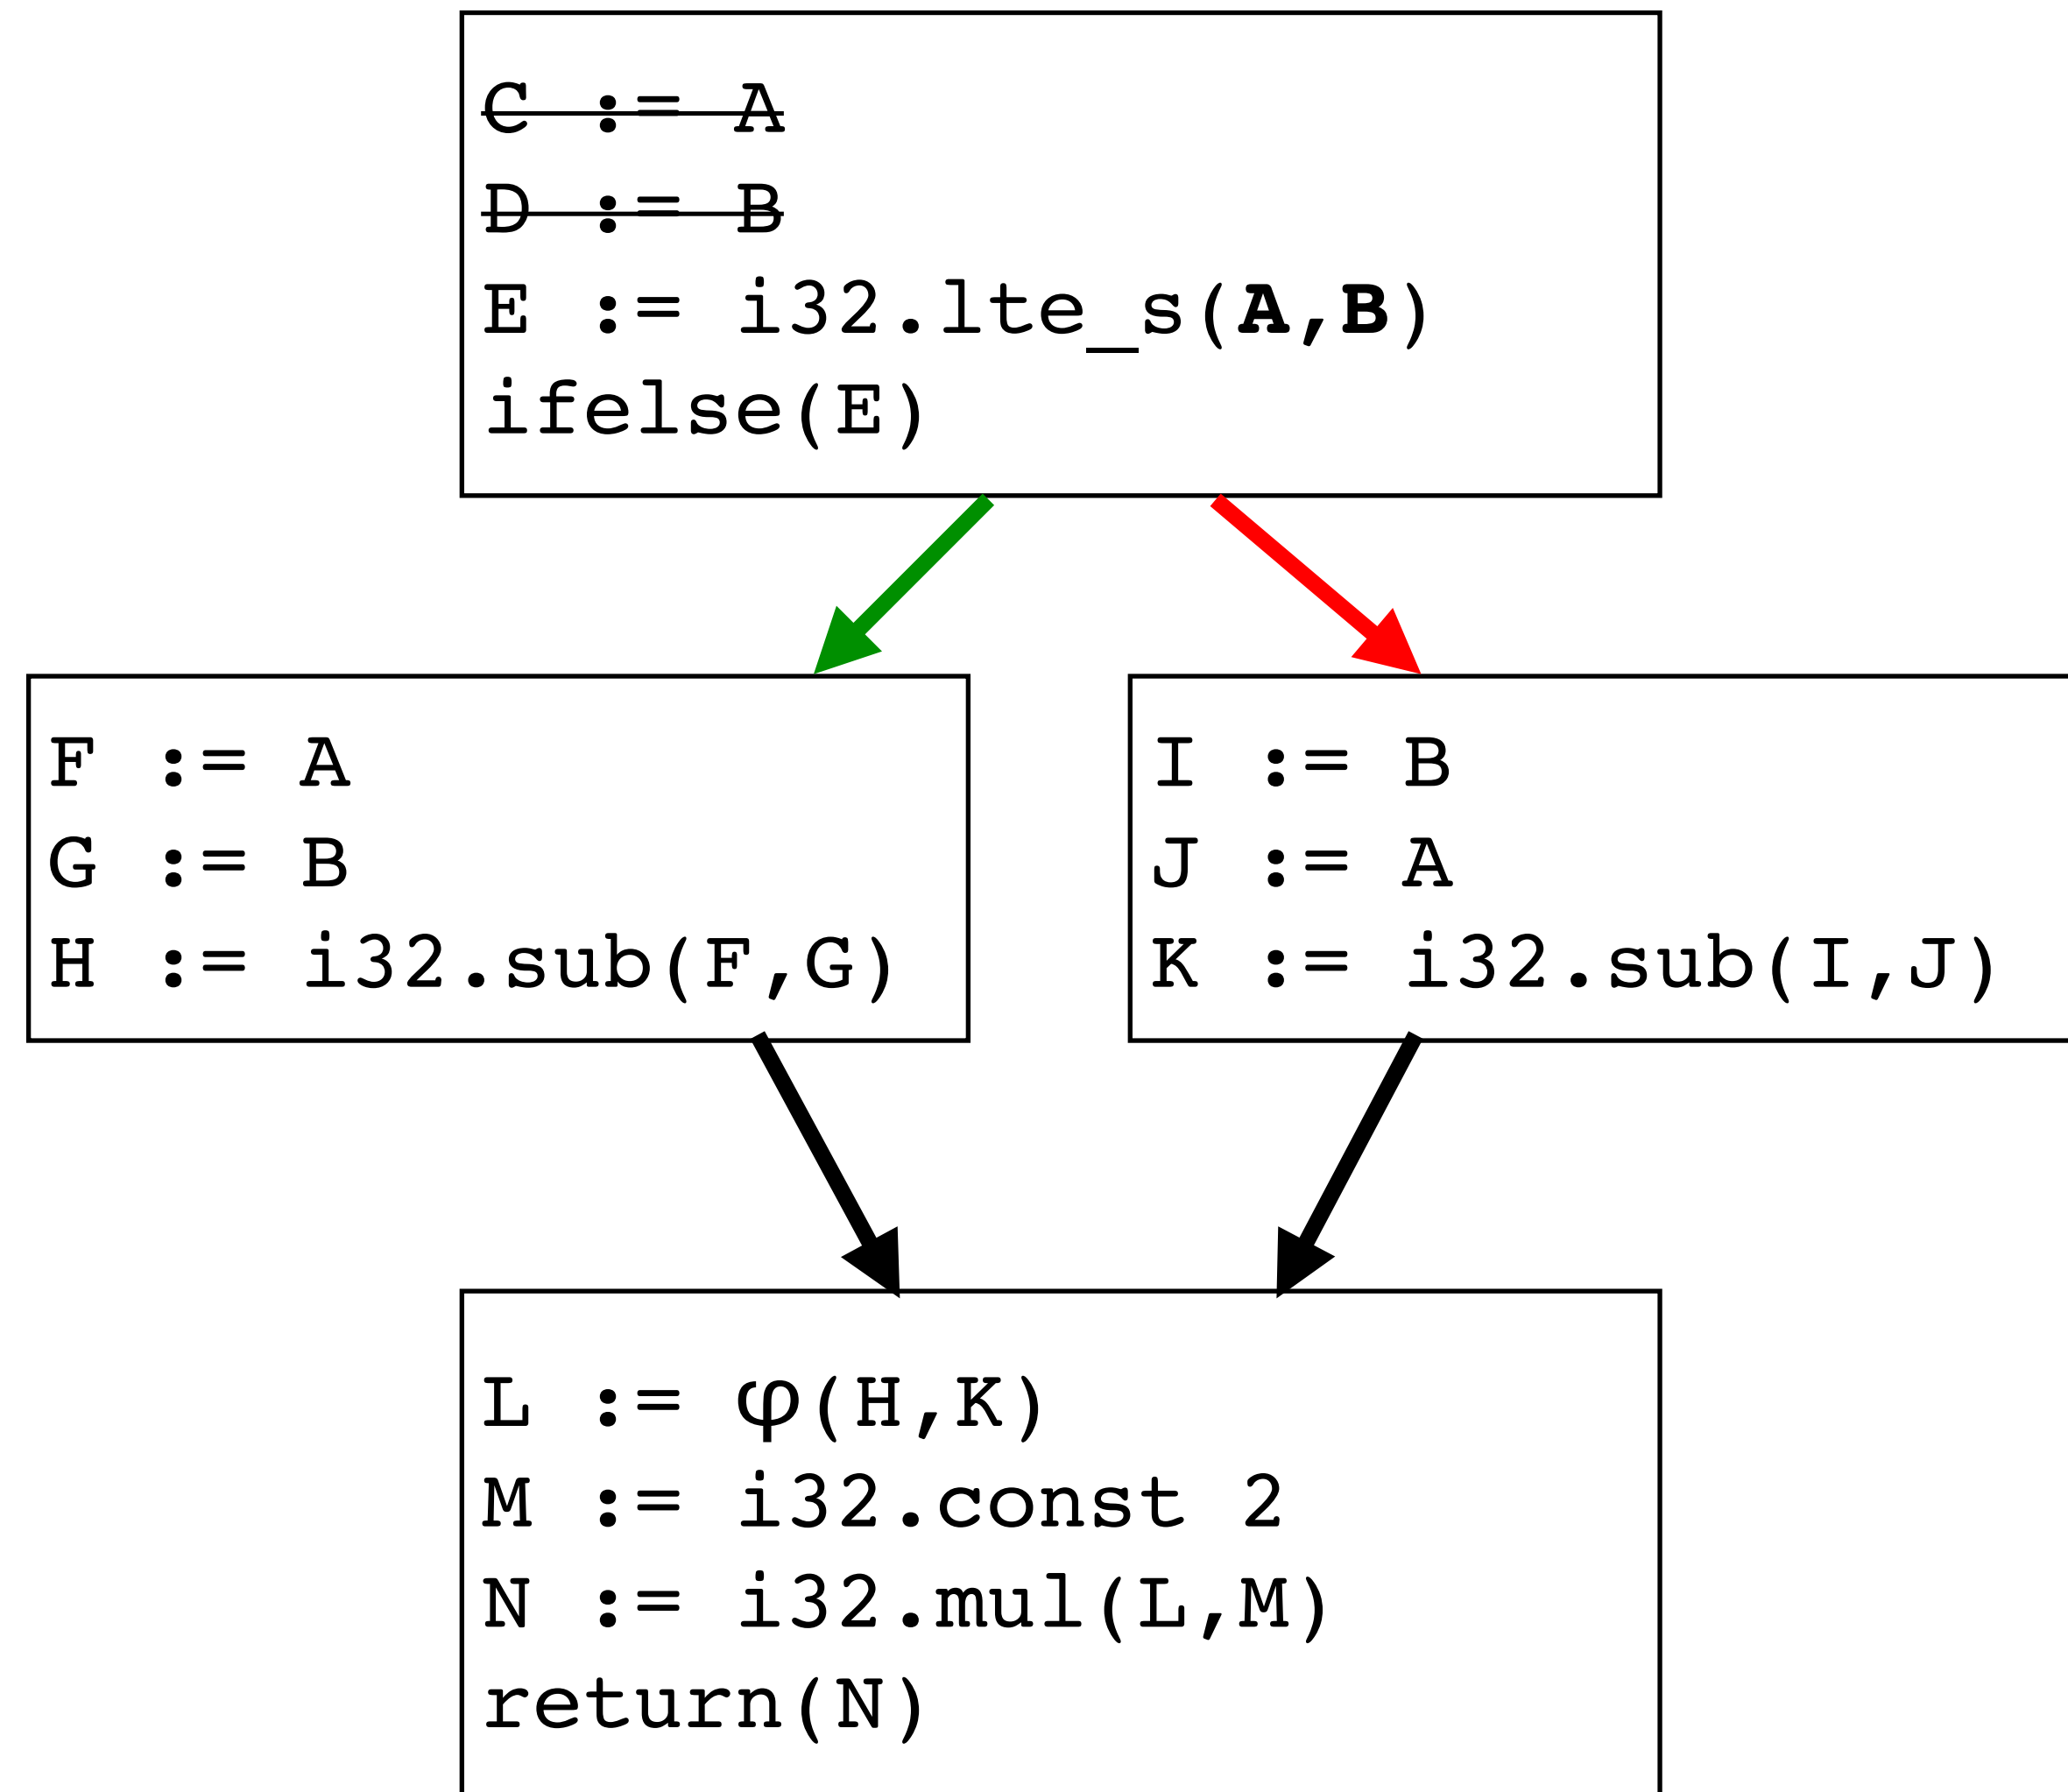 C := A
D := B
E := i32.lte_s(A,B)
ifelse(E)
F := A
G := B
H := i32.sub(F,G)
I := B
J := A
K := i32.sub(I,J)
L := φ(H,K)
M := i32.const 2
N := i32.mul(L,M)
return(N)